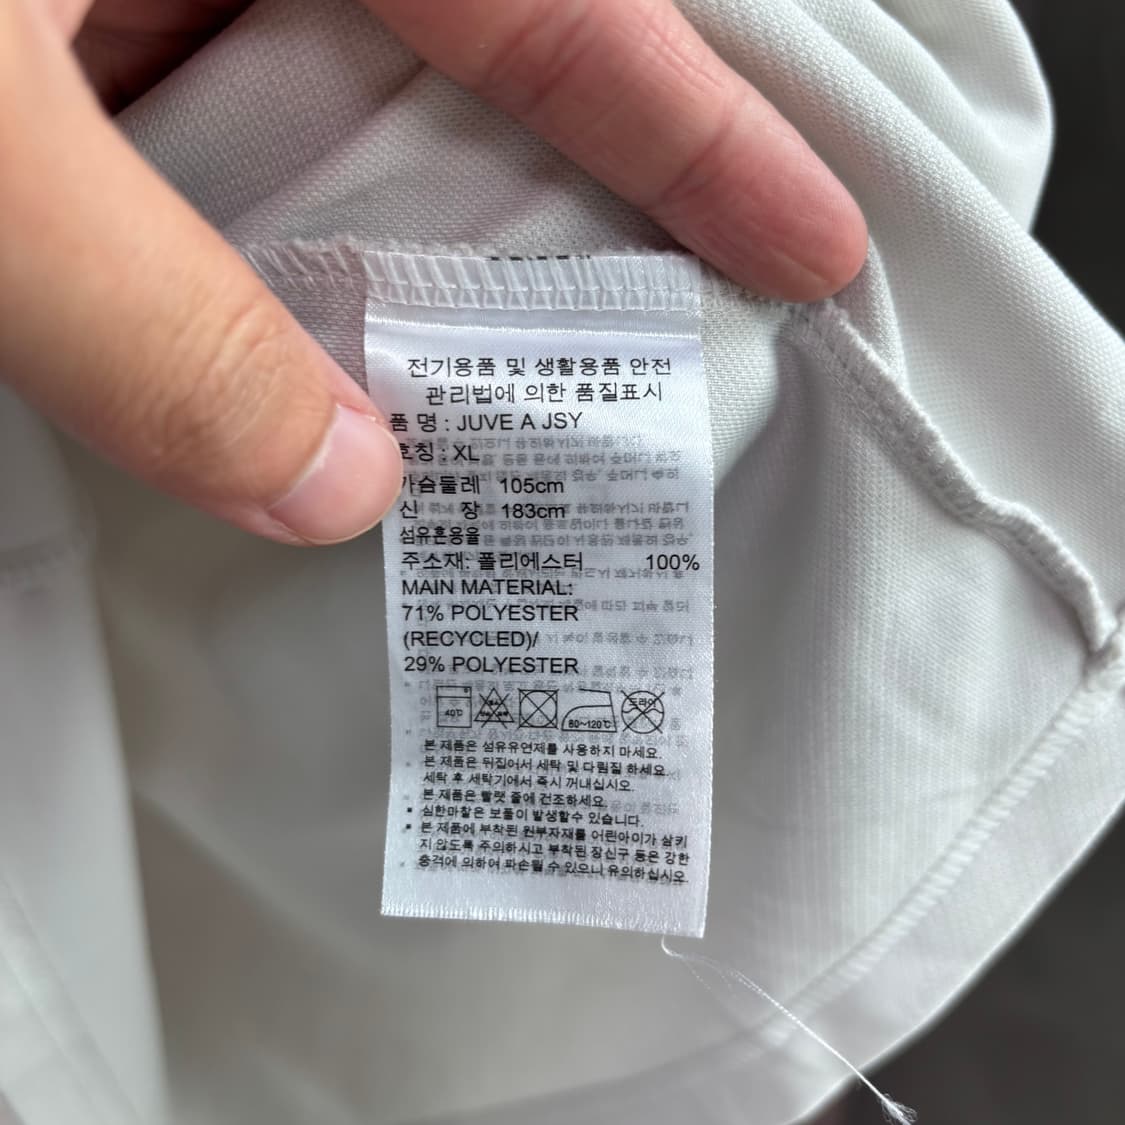 전기용품 및 생활용품 안전
관리법에 의한 품질표시
품 명 : JUVE A JSY
호칭 : XL
가슴둘레 105cm
신 장 183cm
섬유혼용율
주소재: 폴리에스터 100%
MAIN MATERIAL:
71% POLYESTER
(RECYCLED)/
29% POLYESTER
40℃ 80~120℃ 드라이
본 제품은 섬유유연제를 사용하지 마세요.
본 제품은 뒤집어서 세탁 및 다림질 하세요.
세탁 후 세탁기에서 즉시 꺼내십시오.
본 제품은 빨랫 줄에 건조하세요.
▪ 심한마찰은 보풀이 발생할수 있습니다.
▪ 본 제품에 부착된 원부자재를 어린아이가 삼키
지 않도록 주의하시고 부착된 장신구 등은 강한
충격에 의하여 파손될 수 있으니 유의하십시오.